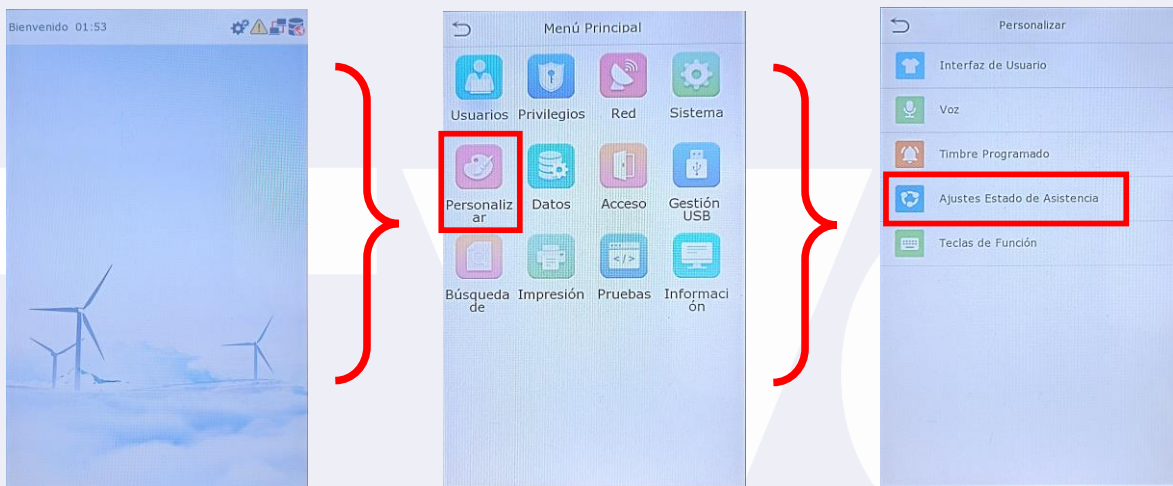 Bienvenido 01:53
Menú Principal
Usuarios Privilegios Red Sistema
Personaliz
ar
Datos Acceso Gestión
USB
Búsqueda
de
Impresión Pruebas Informaci
ón
Personalizar
Interfaz de Usuario
Voz
Timbre Programado
Ajustes Estado de Asistencia
Teclas de Función